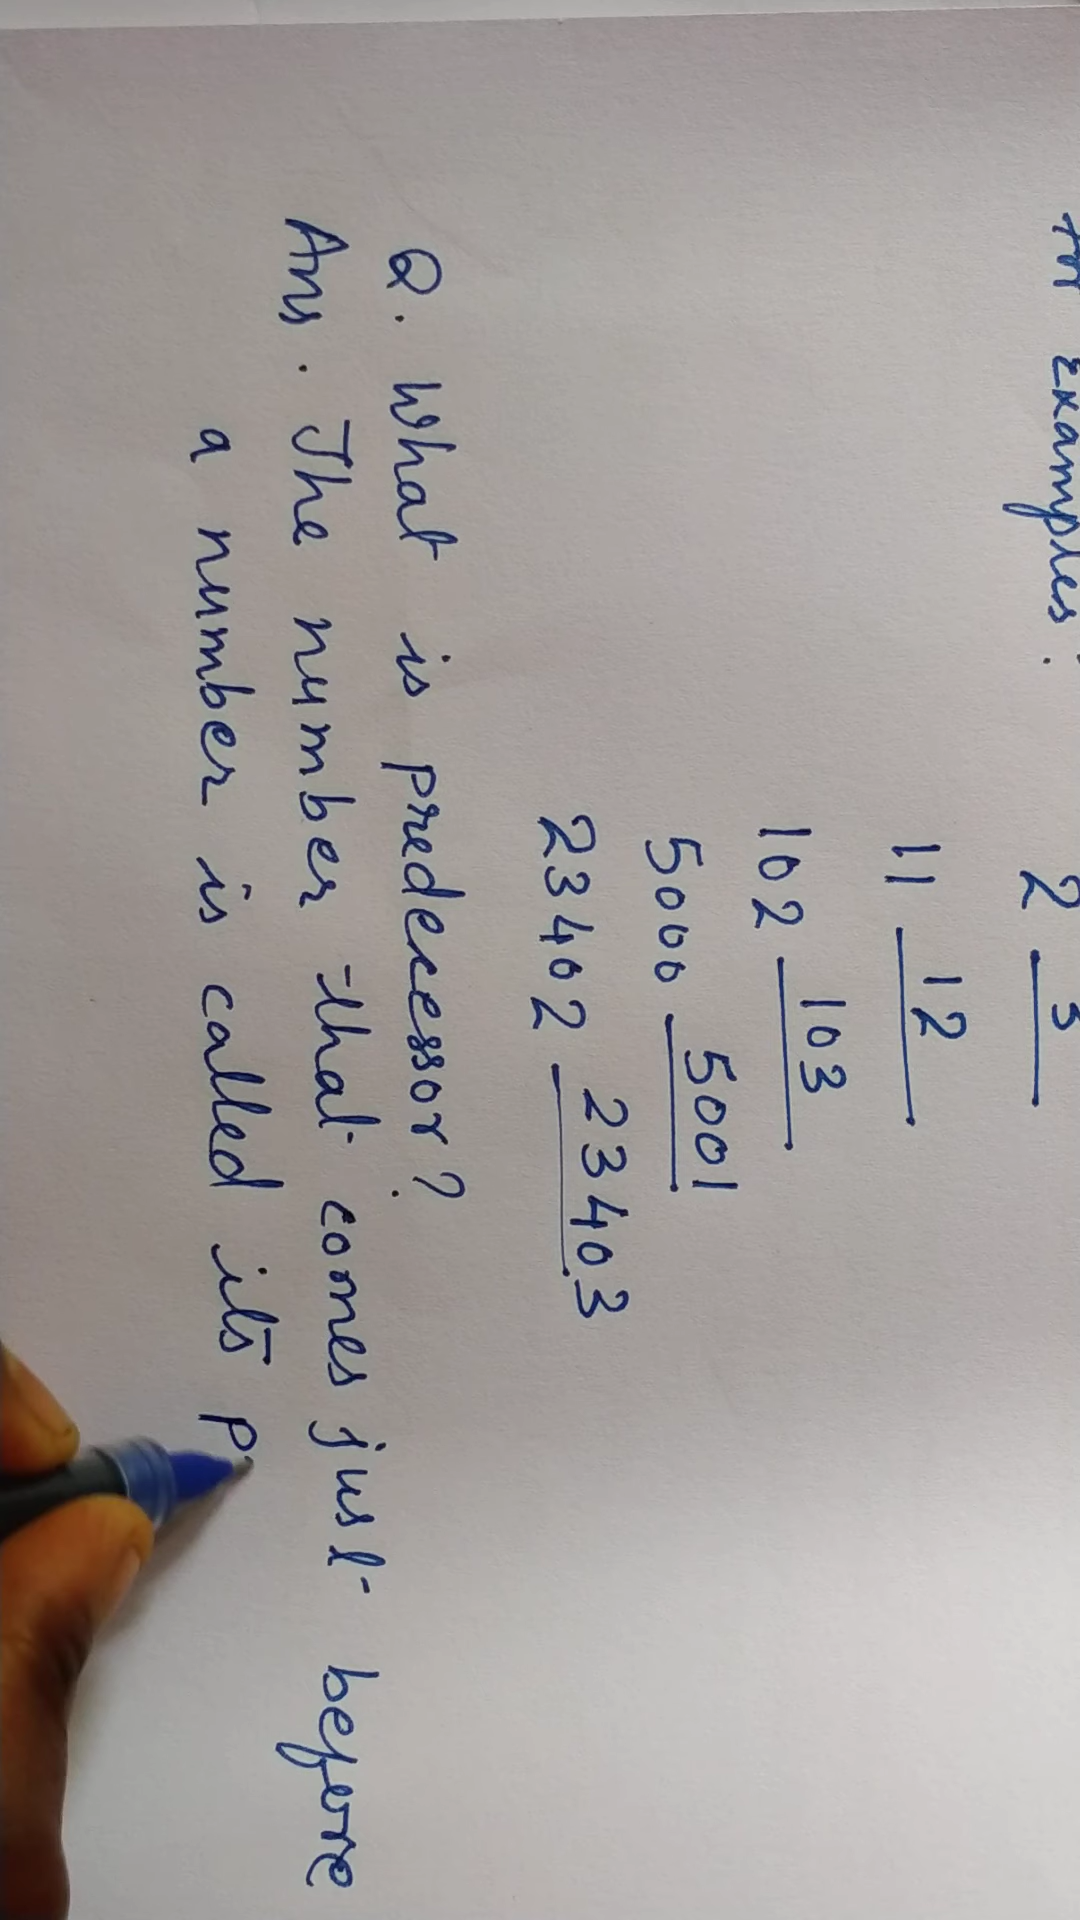 For Examples:
2 3
11 12
102 103
5000 5001
23402 23403
Q. What is predecessor?
Ans. The number that comes just before
a number is called its p